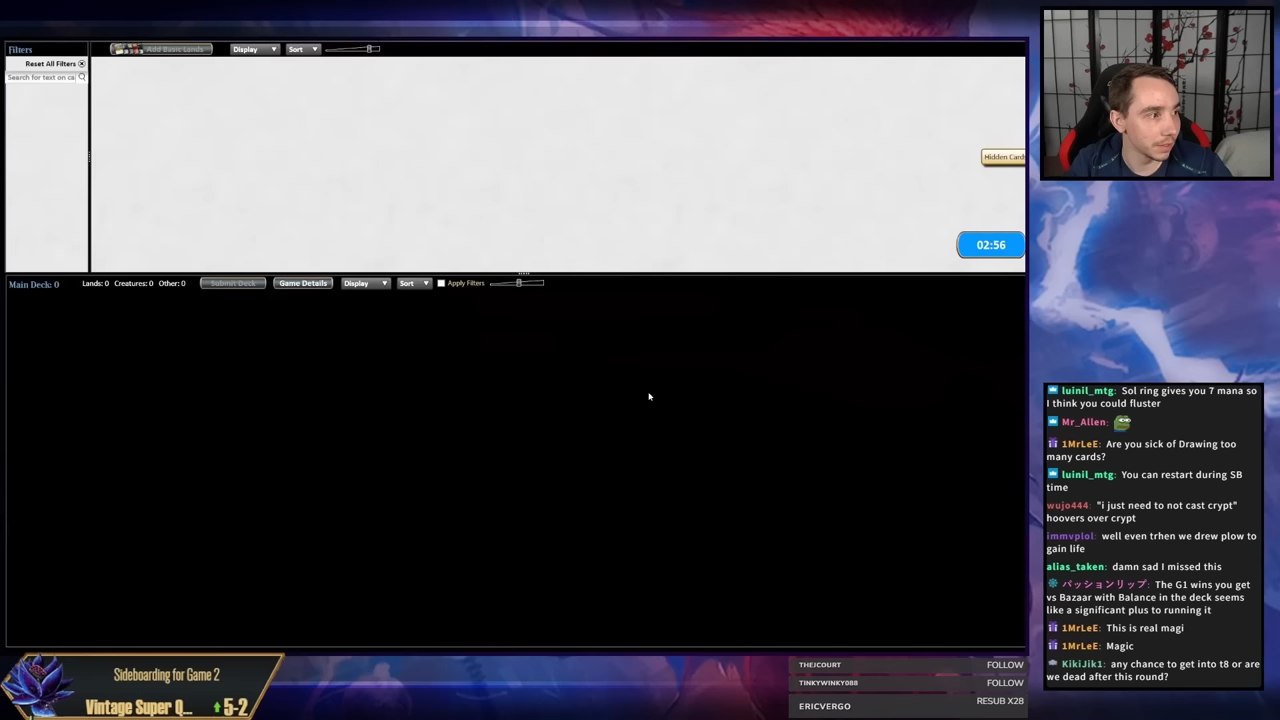 Filters
Add Basic Lands
Display
Sort
Reset All Filters
Search for text on ca
Hidden Card
02:56
Main Deck: 0
Lands: 0 Creatures: 0 Other: 0
Submit Deck
Game Details
Display
Sort
Apply Filters
luinil_mtg: Sol ring gives you 7 mana so
I think you could fluster
Mr_Allen:
1MrLeE: Are you sick of Drawing too
many cards?
luinil_mtg: You can restart during SB
time
wujo444: "i just need to not cast crypt"
hoovers over crypt
immvplol: well even trhen we drew plow to
gain life
alias_taken: damn sad I missed this
パッションリップ: The G1 wins you get
vs Bazaar with Balance in the deck seems
like a significant plus to running it
1MrLeE: This is real magi
1MrLeE: Magic
KikiJik1: any chance to get into t8 or are
we dead after this round?
Sideboarding for Game 2
Vintage Super Q... 5-2
THEJCOURT FOLLOW
TINKYWINKY088 FOLLOW
ERICVERGO RESUB X28